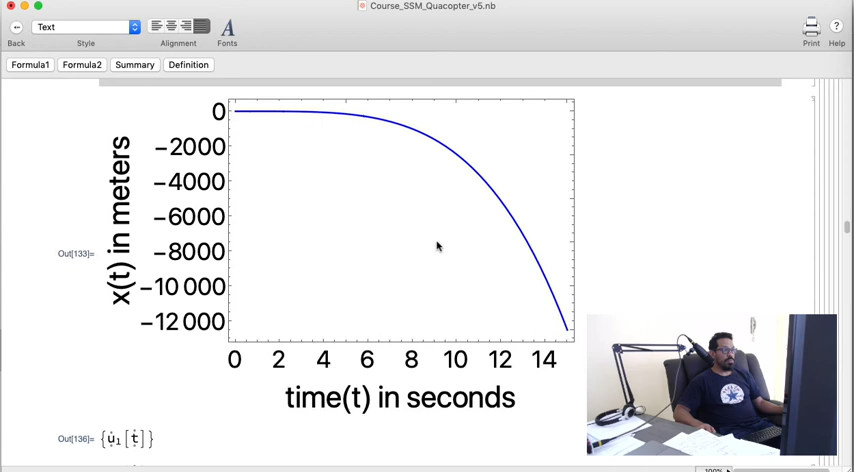 Course_SSM_Quacopter_v5.nb
Text
Back
Style
Alignment
Fonts
Print
Help
Formula1
Formula2
Summary
Definition
0
−2000
−4000
−6000
−8000
−10 000
−12 000
x(t) in meters
Out[133]=
0 2 4 6 8 10 12 14
time(t) in seconds
Out[136]= {u₁[t]}
100%